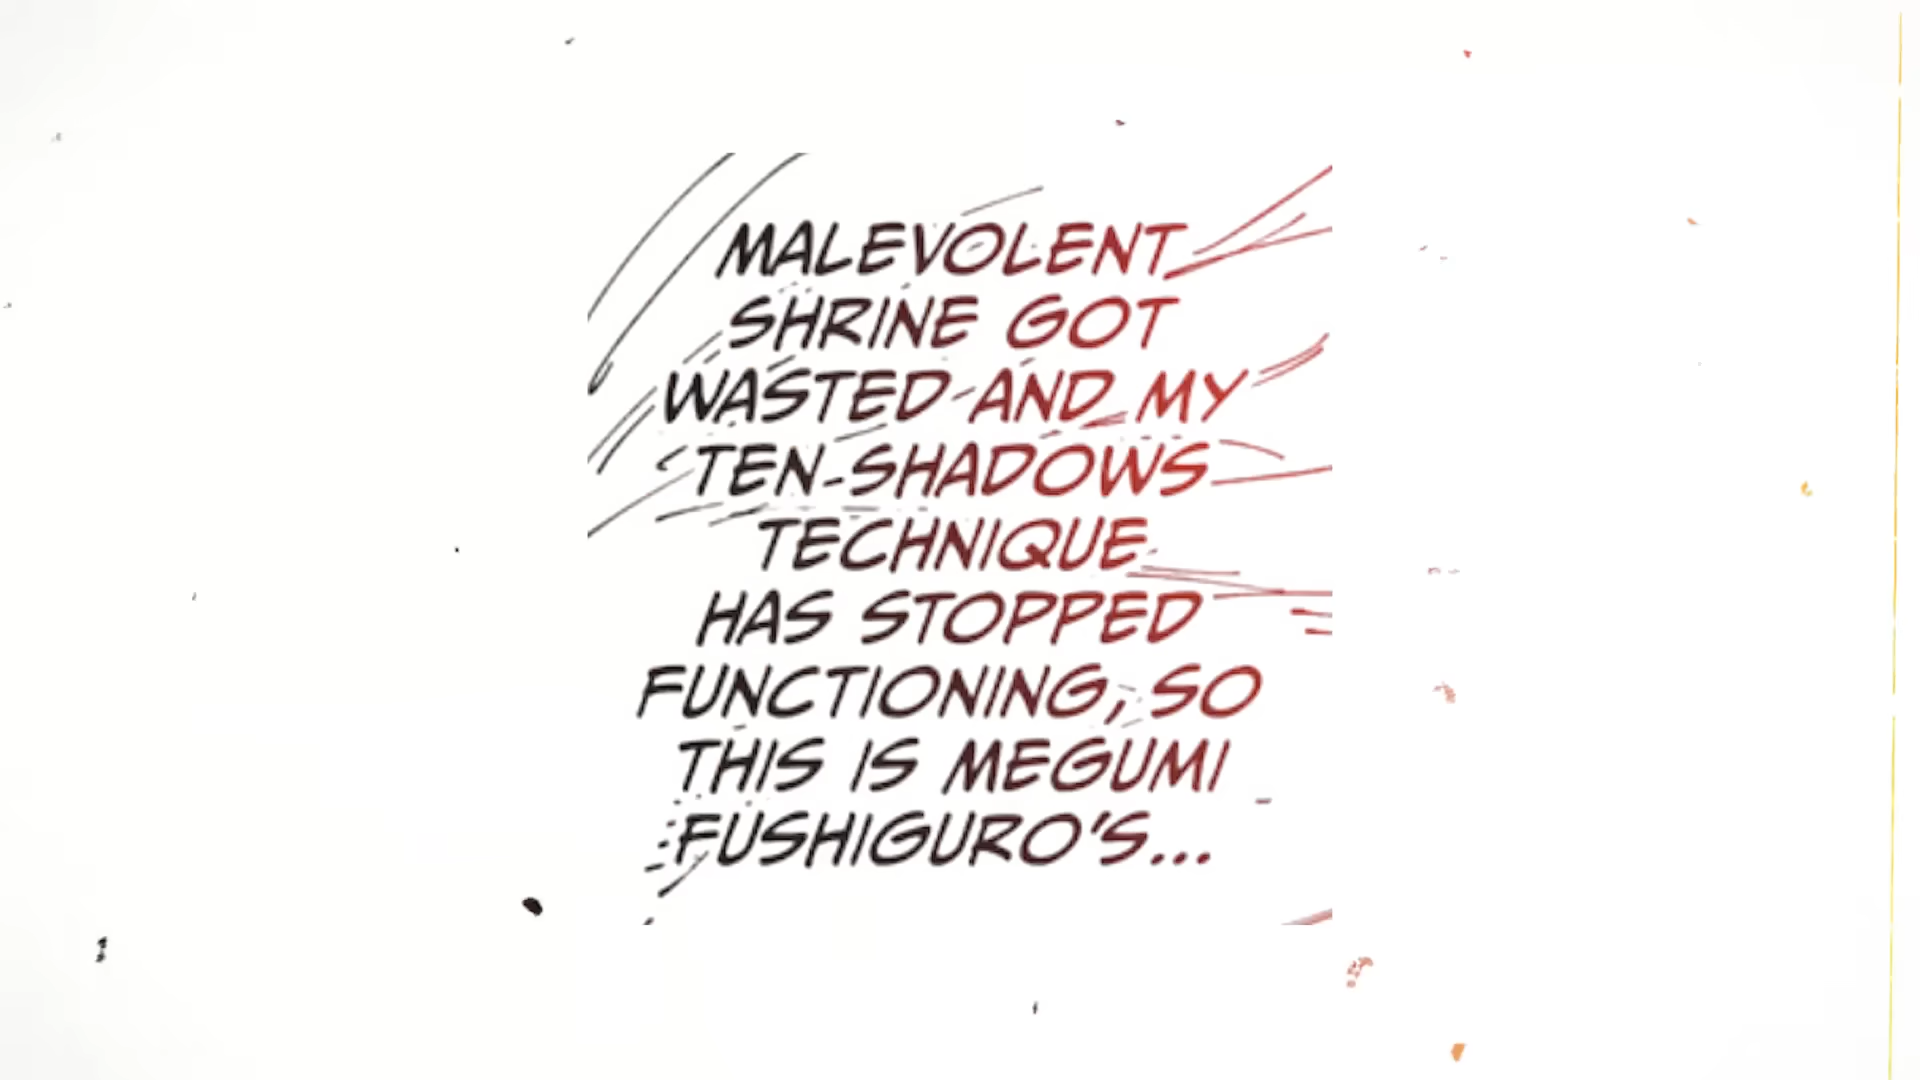 MALEVOLENT
SHRINE GOT
WASTED AND MY
TEN-SHADOWS
TECHNIQUE
HAS STOPPED
FUNCTIONING, SO
THIS IS MEGUMI
FUSHIGURO'S...